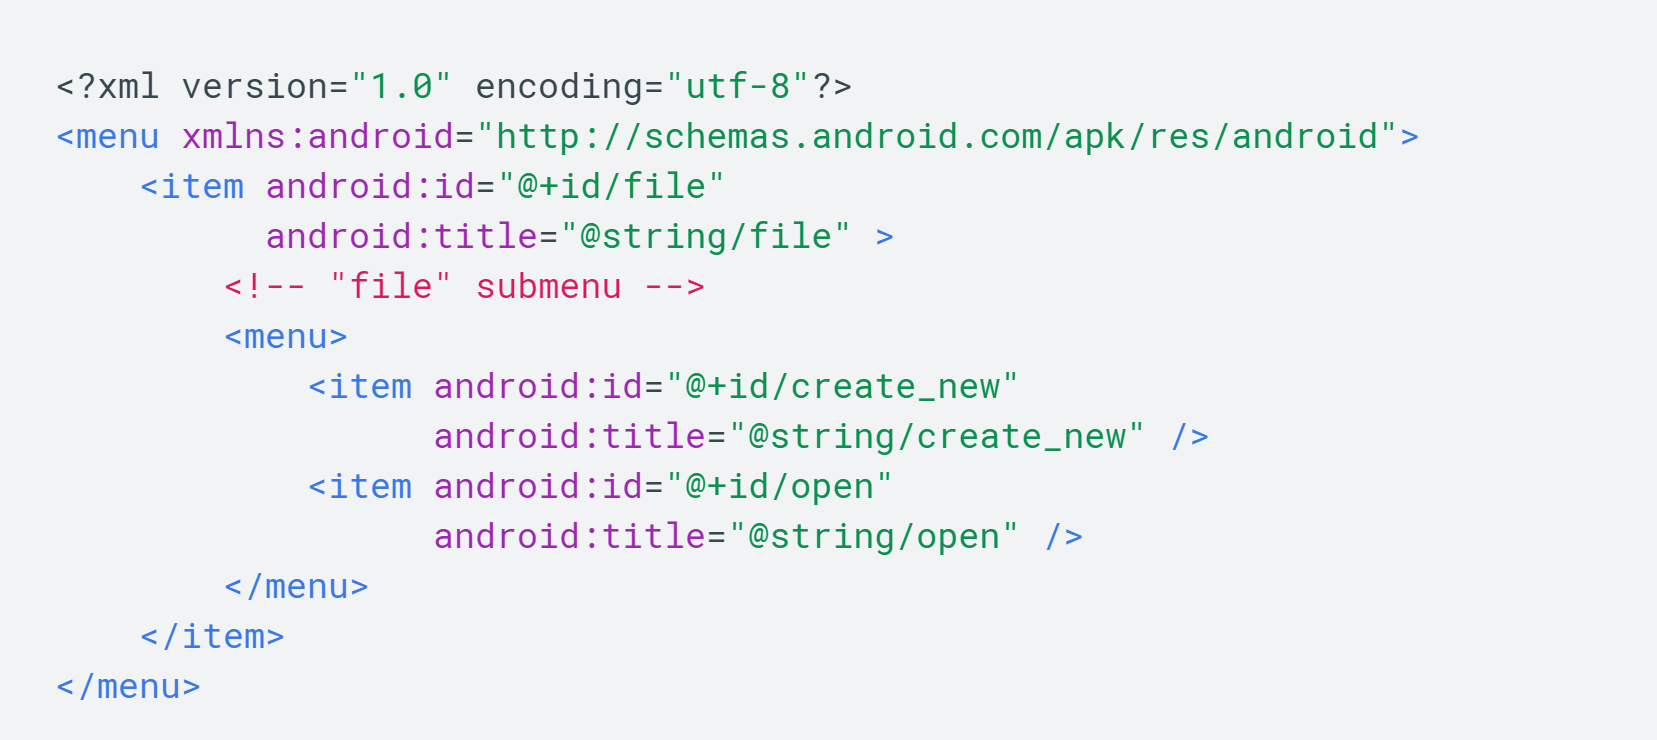 <?xml version="1.0" encoding="utf-8"?>
<menu xmlns:android="http://schemas.android.com/apk/res/android">
    <item android:id="@+id/file"
          android:title="@string/file" >
        <!-- "file" submenu -->
        <menu>
            <item android:id="@+id/create_new"
                  android:title="@string/create_new" />
            <item android:id="@+id/open"
                  android:title="@string/open" />
        </menu>
    </item>
</menu>